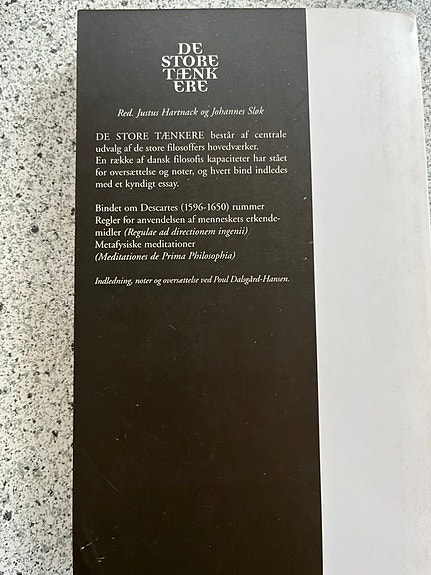 DE
STORE
TÆNK
ERE
Red. Justus Hartnack og Johannes Sløk
DE STORE TÆNKERE består af centrale
udvalg af de store filosoffers hovedværker.
En række af dansk filosofis kapaciteter har stået
for oversættelse og noter, og hvert bind indledes
med et kyndigt essay.
Bindet om Descartes (1596-1650) rummer
Regler for anvendelsen af menneskets erkende-
midler (Regulae ad directionem ingenii)
Metafysiske meditationer
(Meditationes de Prima Philosophia)
Indledning, noter og oversættelse ved Poul Dalsgård-Hansen.